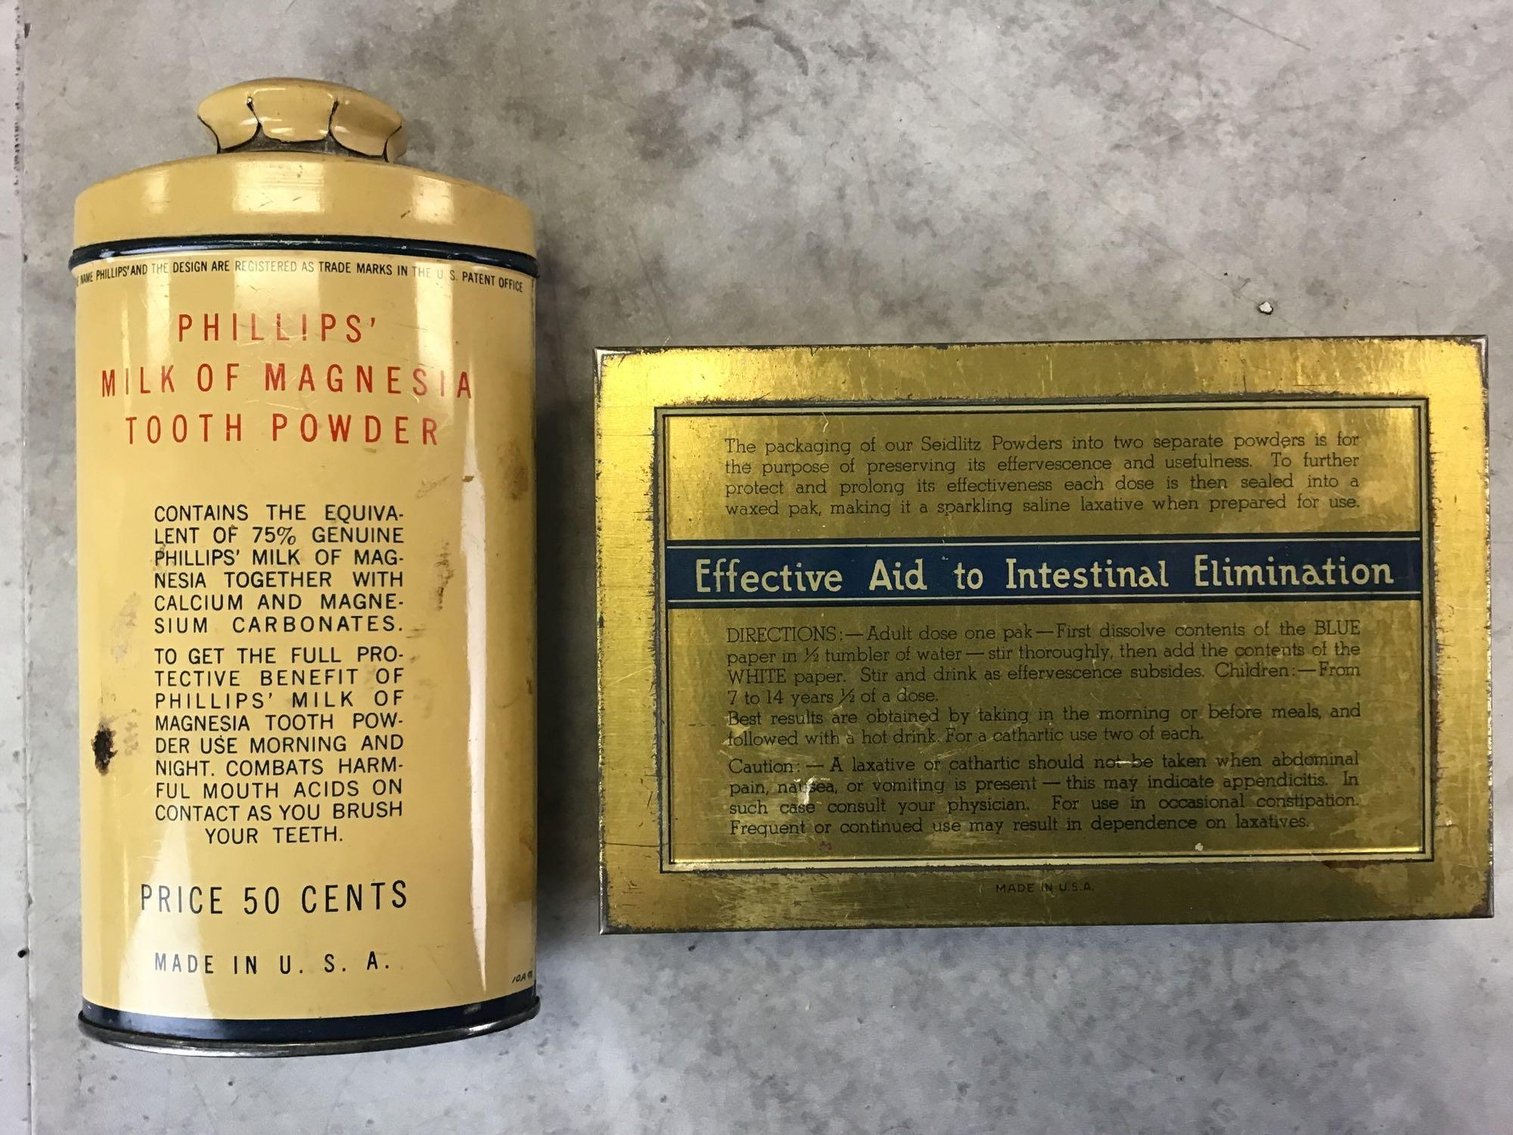 NAME PHILLIPS' AND THE DESIGN ARE REGISTERED AS TRADE MARKS IN THE U.S. PATENT OFFICE
PHILLIPS'
MILK OF MAGNESIA
TOOTH POWDER
CONTAINS THE EQUIVA-
LENT OF 75% GENUINE
PHILLIPS' MILK OF MAG-
NESIA TOGETHER WITH
CALCIUM AND MAGNE-
SIUM CARBONATES.
TO GET THE FULL PRO-
TECTIVE BENEFIT OF
PHILLIPS' MILK OF
MAGNESIA TOOTH POW-
DER USE MORNING AND
NIGHT. COMBATS HARM-
FUL MOUTH ACIDS ON
CONTACT AS YOU BRUSH
YOUR TEETH.
PRICE 50 CENTS
MADE IN U. S. A.
The packaging of our Seidlitz Powders into two separate powders is for
the purpose of preserving its effervescence and usefulness. To further
protect and prolong its effectiveness each dose is then sealed into a
waxed pak, making it a sparkling saline laxative when prepared for use.
Effective Aid to Intestinal Elimination
DIRECTIONS:—Adult dose one pak—First dissolve contents of the BLUE
paper in ½ tumbler of water—stir thoroughly, then add the contents of the
WHITE paper. Stir and drink as effervescence subsides. Children:—From
7 to 14 years ½ of a dose.
Best results are obtained by taking in the morning or before meals, and
followed with a hot drink. For a cathartic use two of each.
Caution:—A laxative or cathartic should not be taken when abdominal
pain, nausea, or vomiting is present—this may indicate appendicitis. In
such case consult your physician. For use in occasional constipation.
Frequent or continued use may result in dependence on laxatives.
MADE IN U.S.A.